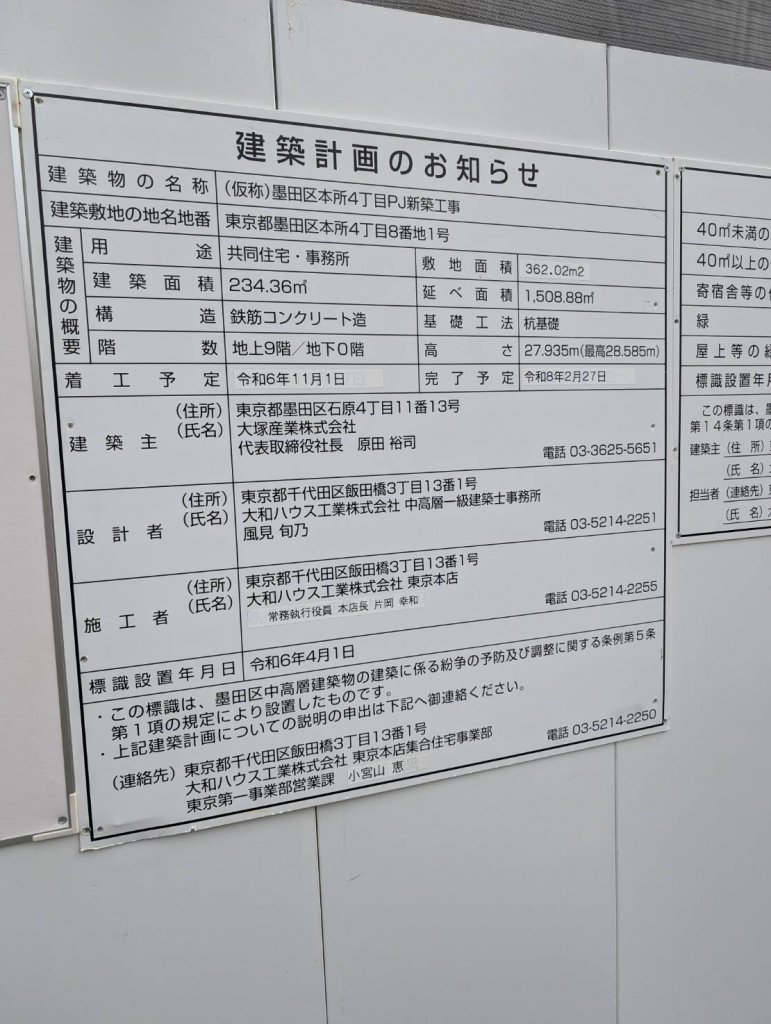 建築計画のお知らせ
建築物の名称 (仮称)墨田区本所4丁目PJ新築工事
建築敷地の地名地番 東京都墨田区本所4丁目8番地1号
建築物の概要
用途 共同住宅・事務所 敷地面積 362.02m2
建築面積 234.36㎡ 延べ面積 1,508.88㎡
構造 鉄筋コンクリート造 基礎工法 杭基礎
階数 地上9階/地下0階 高さ 27.935m(最高28.585m)
着工予定 令和6年11月1日 完了予定 令和8年2月27日
建築主 (住所) 東京都墨田区石原4丁目11番13号
(氏名) 大塚産業株式会社
代表取締役社長 原田 裕司
電話 03-3625-5651
設計者 (住所) 東京都千代田区飯田橋3丁目13番1号
(氏名) 大和ハウス工業株式会社 中高層一級建築士事務所
風見 旬乃
電話 03-5214-2251
施工者 (住所) 東京都千代田区飯田橋3丁目13番1号
(氏名) 大和ハウス工業株式会社 東京本店
常務執行役員 本店長 片岡 幸和
電話 03-5214-2255
標識設置年月日 令和6年4月1日
・この標識は、墨田区中高層建築物の建築に係る紛争の予防及び調整に関する条例第5条
第1項の規定により設置したものです。
・上記建築計画についての説明の申出は下記へ御連絡ください。
(連絡先) 東京都千代田区飯田橋3丁目13番1号
大和ハウス工業株式会社 東京本店集合住宅事業部
東京第一事業部営業課 小宮山 恵
電話 03-5214-2250
40㎡未満の
40㎡以上の
寄宿舎等の
緑
屋上等の
標識設置年
この標識は、
第14条第1項の
建築主 (住 所)
(氏 名)
担当者 (連絡先)
(氏 名)